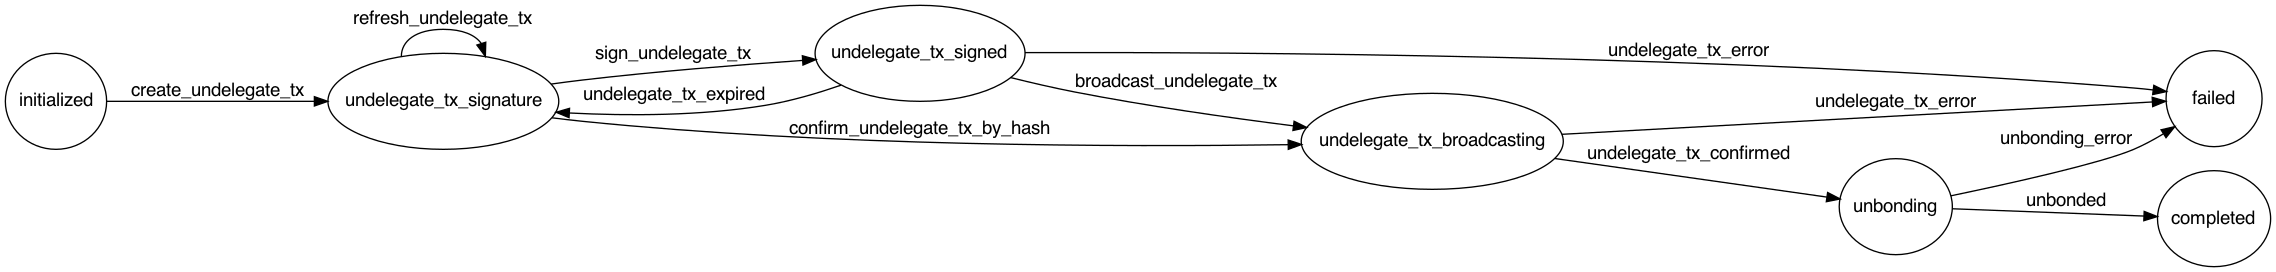 refresh_undelegate_tx
sign_undelegate_tx
undelegate_tx_signed
undelegate_tx_error
initialized
create_undelegate_tx
undelegate_tx_signature
undelegate_tx_expired
broadcast_undelegate_tx
confirm_undelegate_tx_by_hash
undelegate_tx_broadcasting
undelegate_tx_error
failed
undelegate_tx_confirmed
unbonding_error
unbonding
unbonded
completed